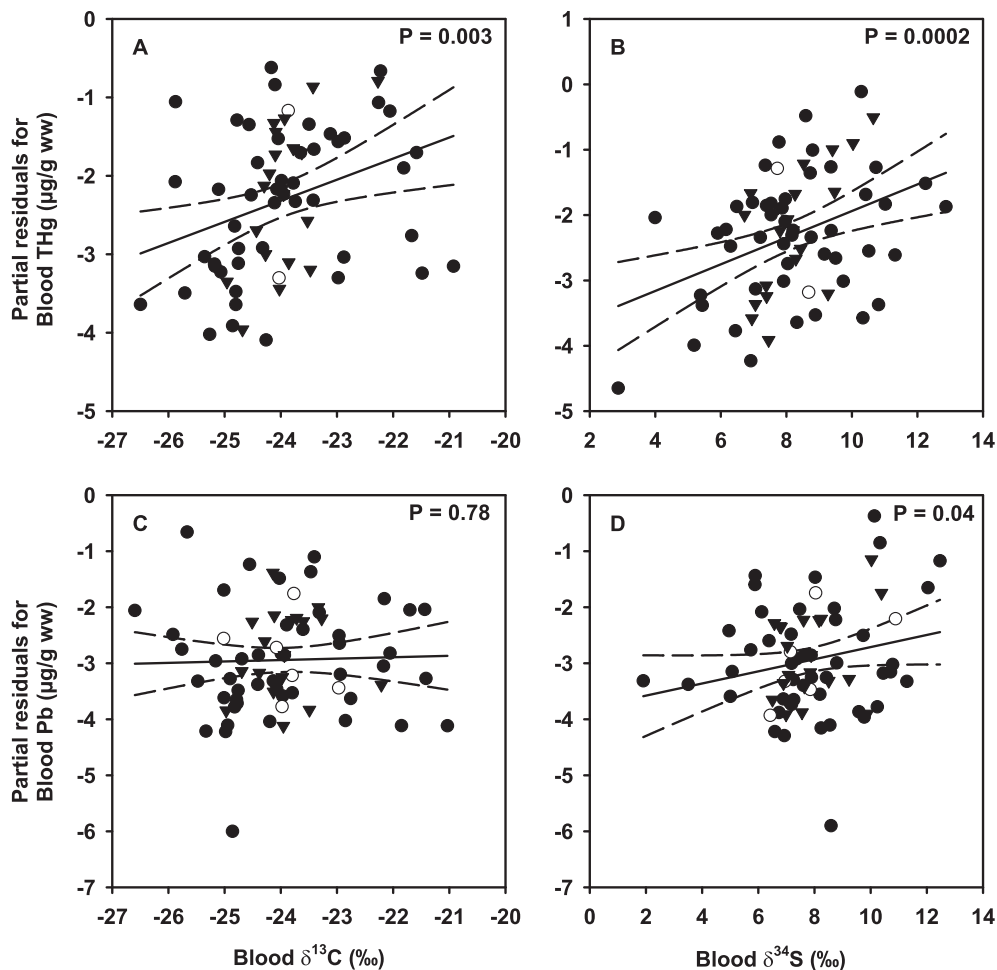 A
P = 0.003
0
-1
-2
-3
-4
-5
-27 -26 -25 -24 -23 -22 -21 -20
Partial residuals for
Blood THg (µg/g ww)
B
P = 0.0002
1
0
-1
-2
-3
-4
-5
2 4 6 8 10 12 14
C
P = 0.78
0
-1
-2
-3
-4
-5
-6
-7
-27 -26 -25 -24 -23 -22 -21 -20
Partial residuals for
Blood Pb (µg/g ww)
Blood δ¹³C (‰)
D
P = 0.04
0
-1
-2
-3
-4
-5
-6
-7
0 2 4 6 8 10 12 14
Blood δ³⁴S (‰)